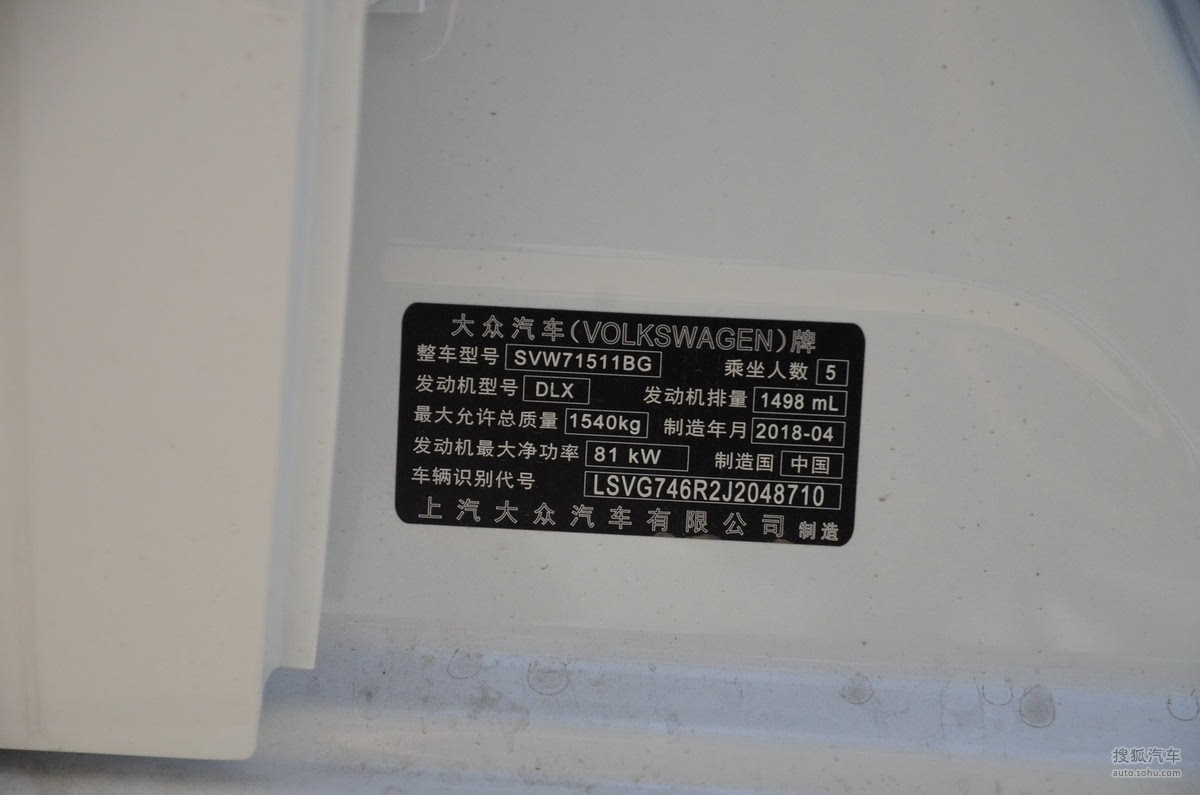 大众汽车(VOLKSWAGEN)牌
整车型号 SVW71511BG 乘坐人数 5
发动机型号 DLX 发动机排量 1498 mL
最大允许总质量 1540kg 制造年月 2018-04
发动机最大净功率 81 kW 制造国 中国
车辆识别代号 LSVG746R2J2048710
上汽大众汽车有限公司 制造
搜狐汽车
auto.sohu.com